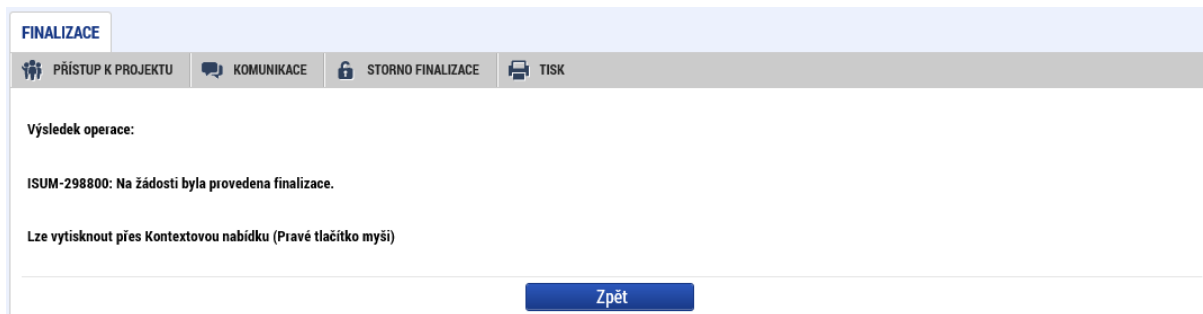 FINALIZACE
PŘÍSTUP K PROJEKTU KOMUNIKACE STORNO FINALIZACE TISK
Výsledek operace:
ISUM-298800: Na žádosti byla provedena finalizace.
Lze vytisknout přes Kontextovou nabídku (Pravé tlačítko myši)
Zpět